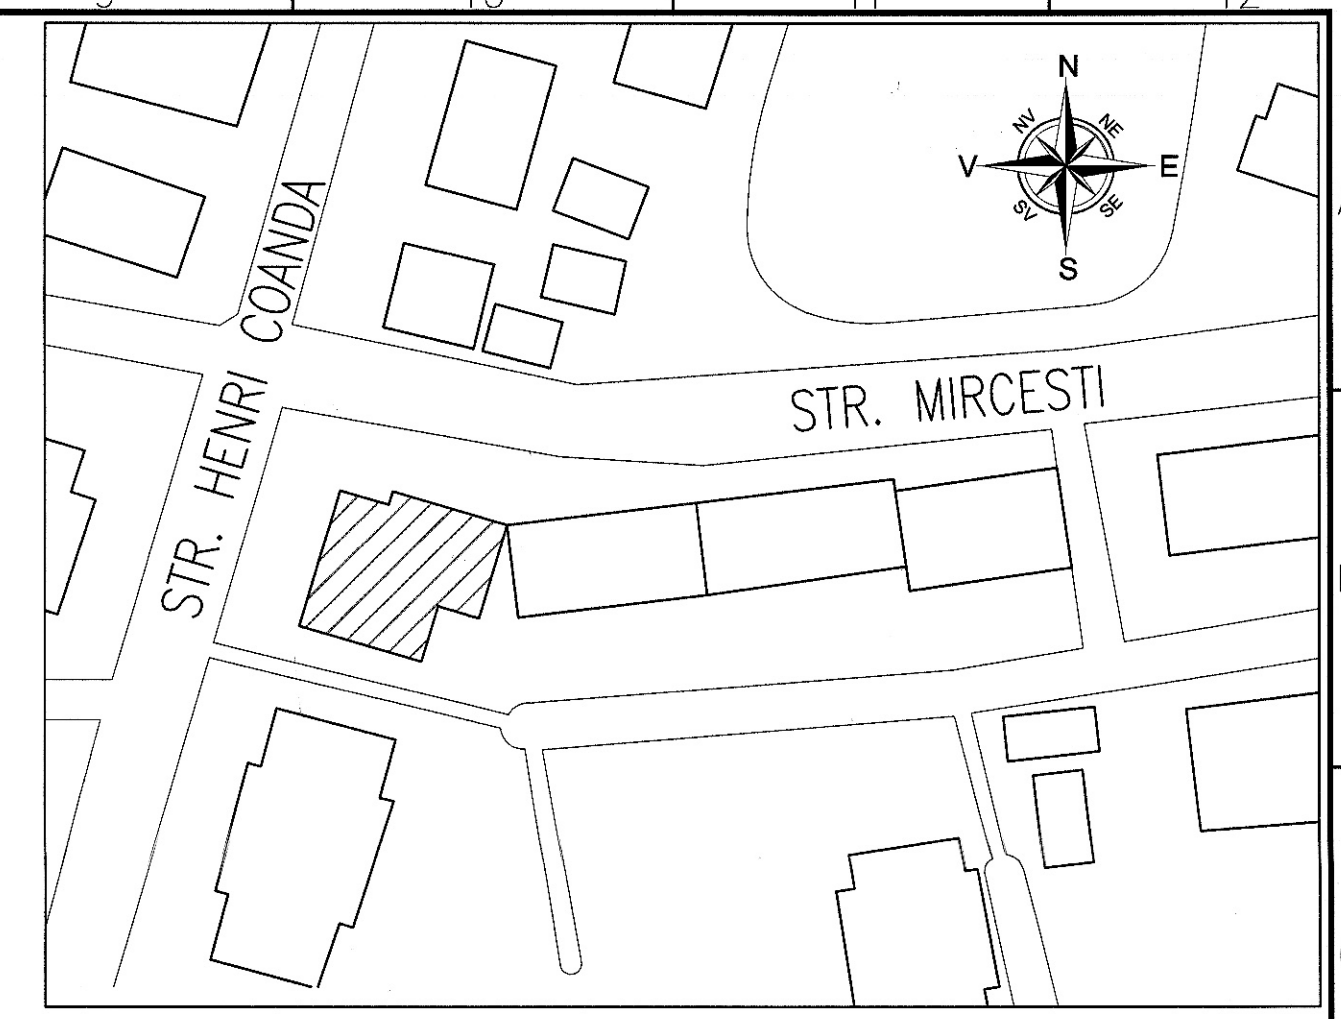 N
NV NE
V E
SV SE
S
STR. HENRI COANDA
STR. MIRCESTI